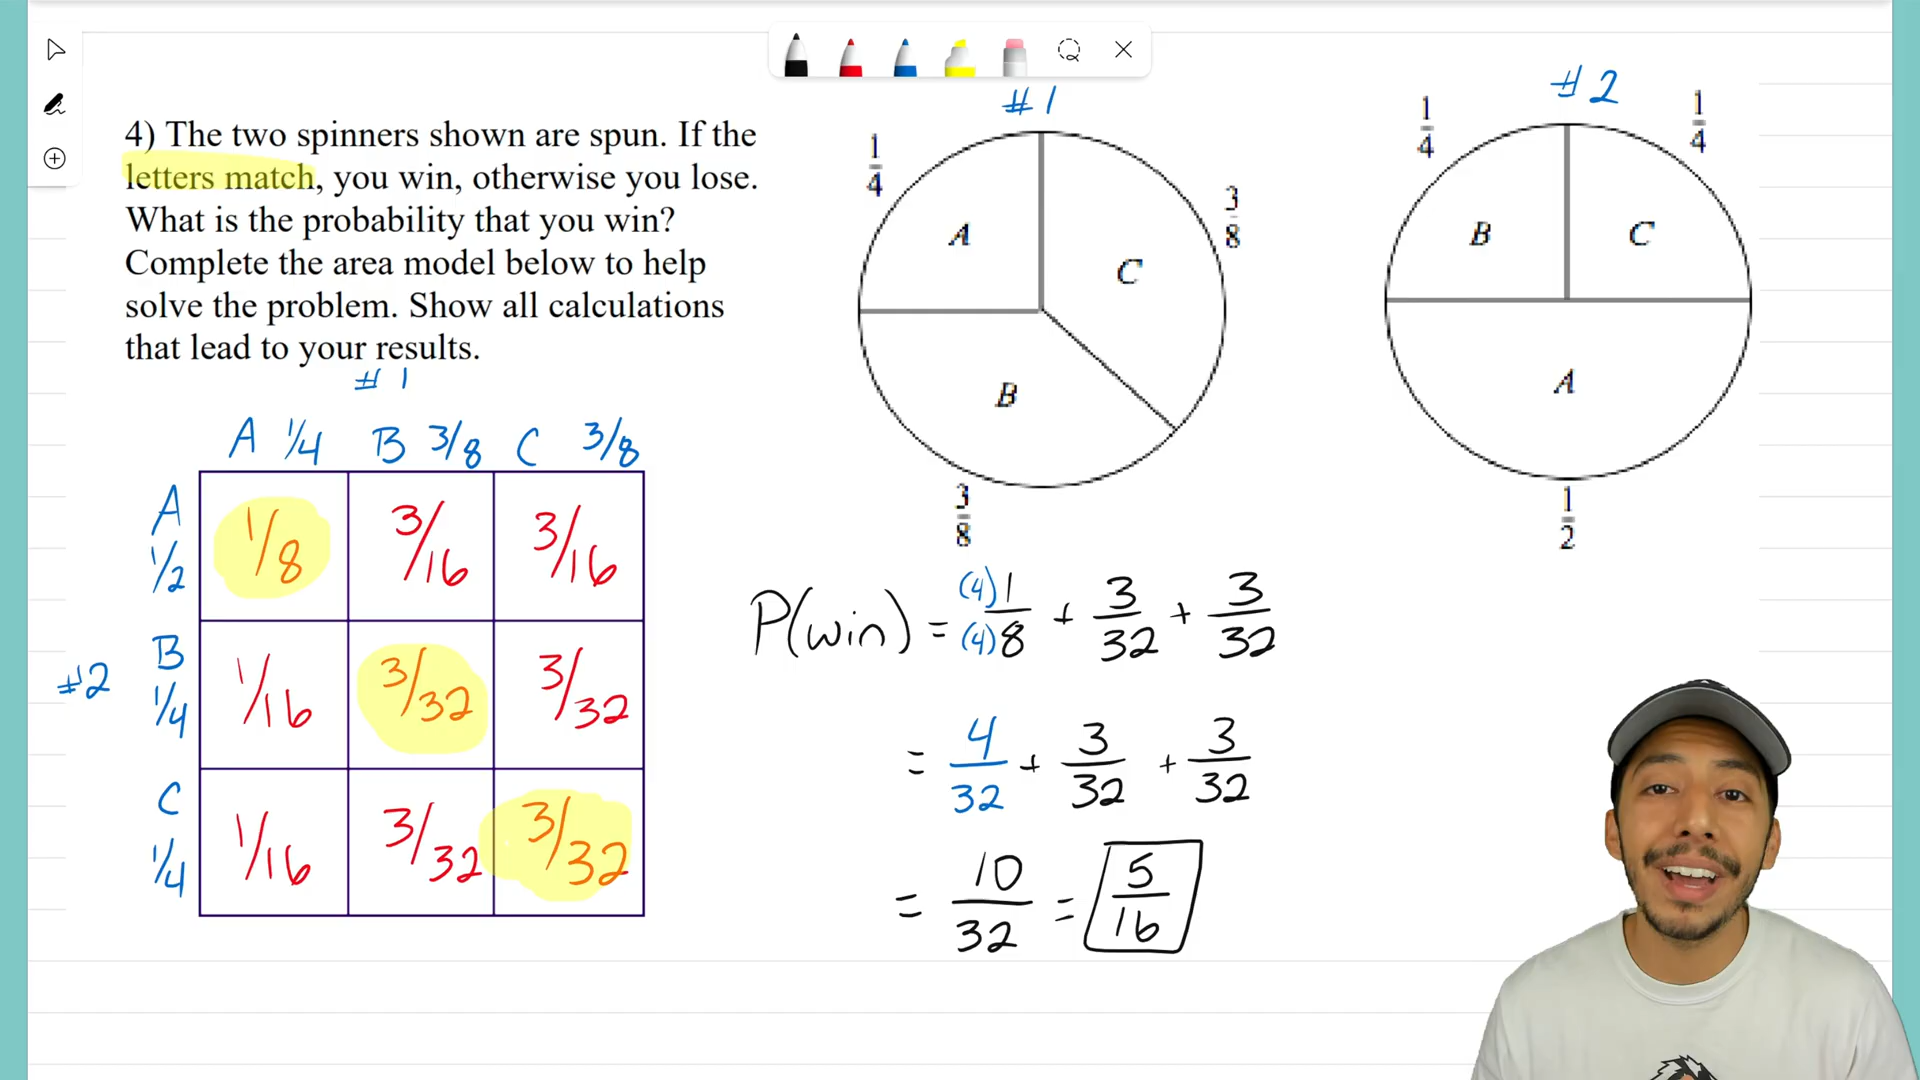 4) The two spinners shown are spun. If the
letters match, you win, otherwise you lose.
What is the probability that you win?
Complete the area model below to help
solve the problem. Show all calculations
that lead to your results.
#1
A 1/4 B 3/8 C 3/8
A 1/2
1/8 3/16 3/16
#2
B 1/4
1/16 3/32 3/32
C 1/4
1/16 3/32 3/32
#1
1/4
A
3/8
C
B
3/8
#2
1/4
1/4
B
C
A
1/2
P(win) = (4)1/(4)8 + 3/32 + 3/32
= 4/32 + 3/32 + 3/32
= 10/32 = 5/16